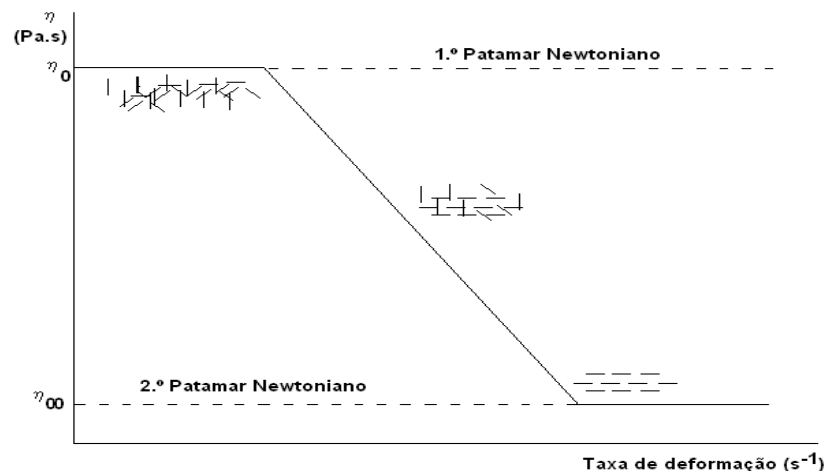 η
(Pa.s)
η0
1.º Patamar Newtoniano
2.º Patamar Newtoniano
η00
Taxa de deformação (s-1)